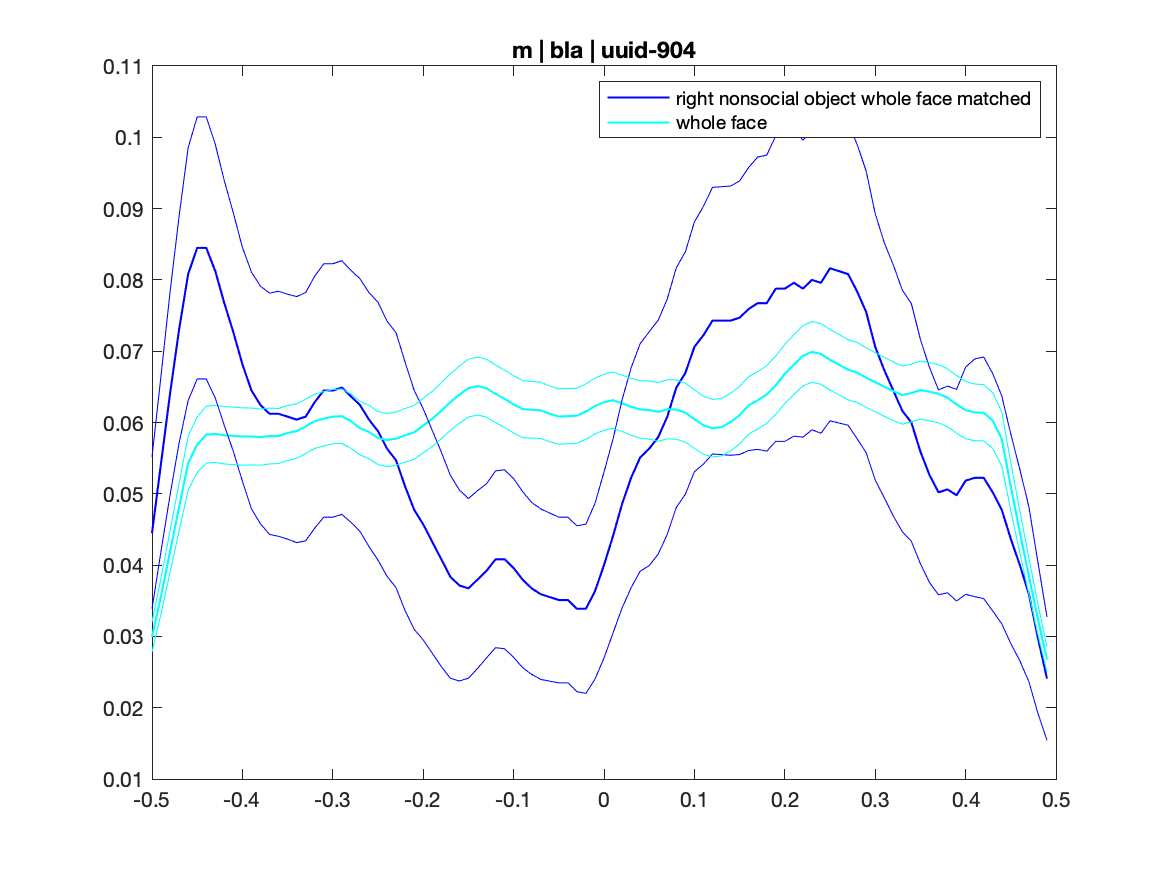 m | bla | uuid-904
right nonsocial object whole face matched
whole face
0.11
0.1
0.09
0.08
0.07
0.06
0.05
0.04
0.03
0.02
0.01
-0.5 -0.4 -0.3 -0.2 -0.1 0 0.1 0.2 0.3 0.4 0.5